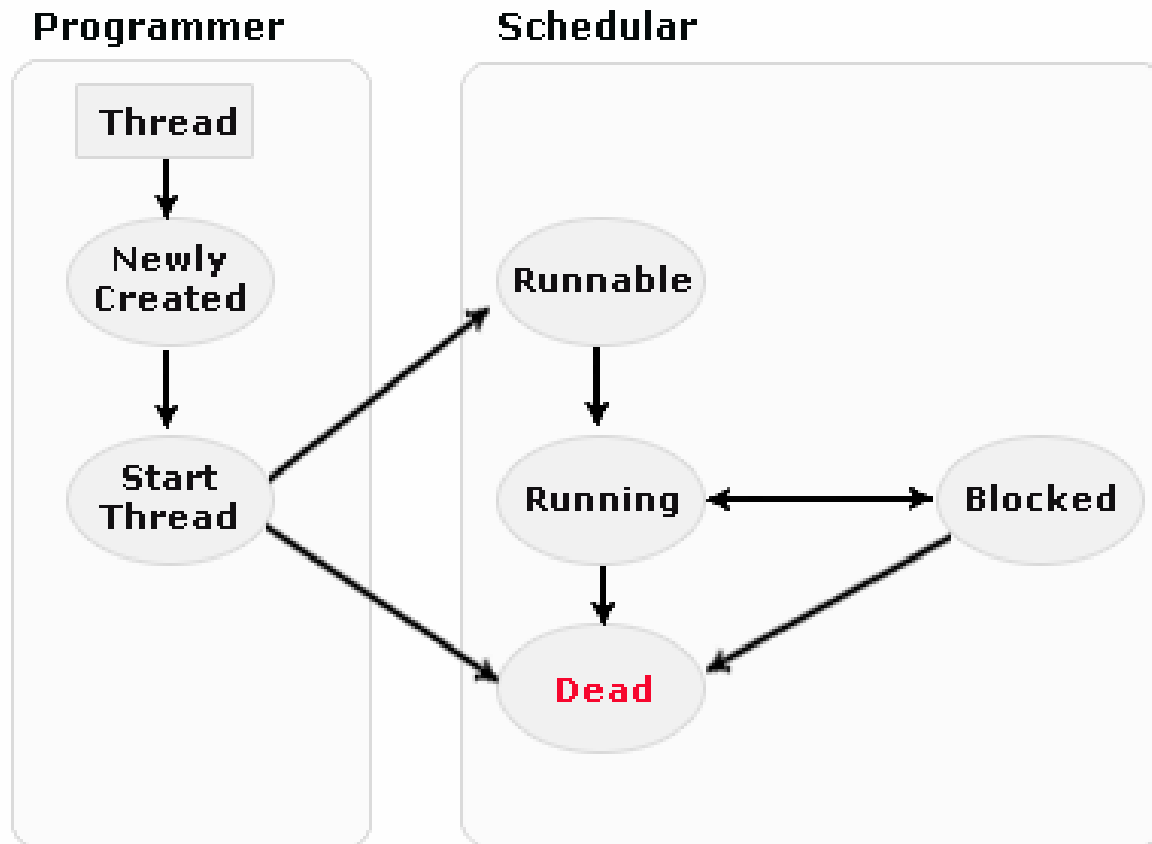 Programmer
Schedular
Thread
Newly
Created
Start
Thread
Runnable
Running
Blocked
Dead